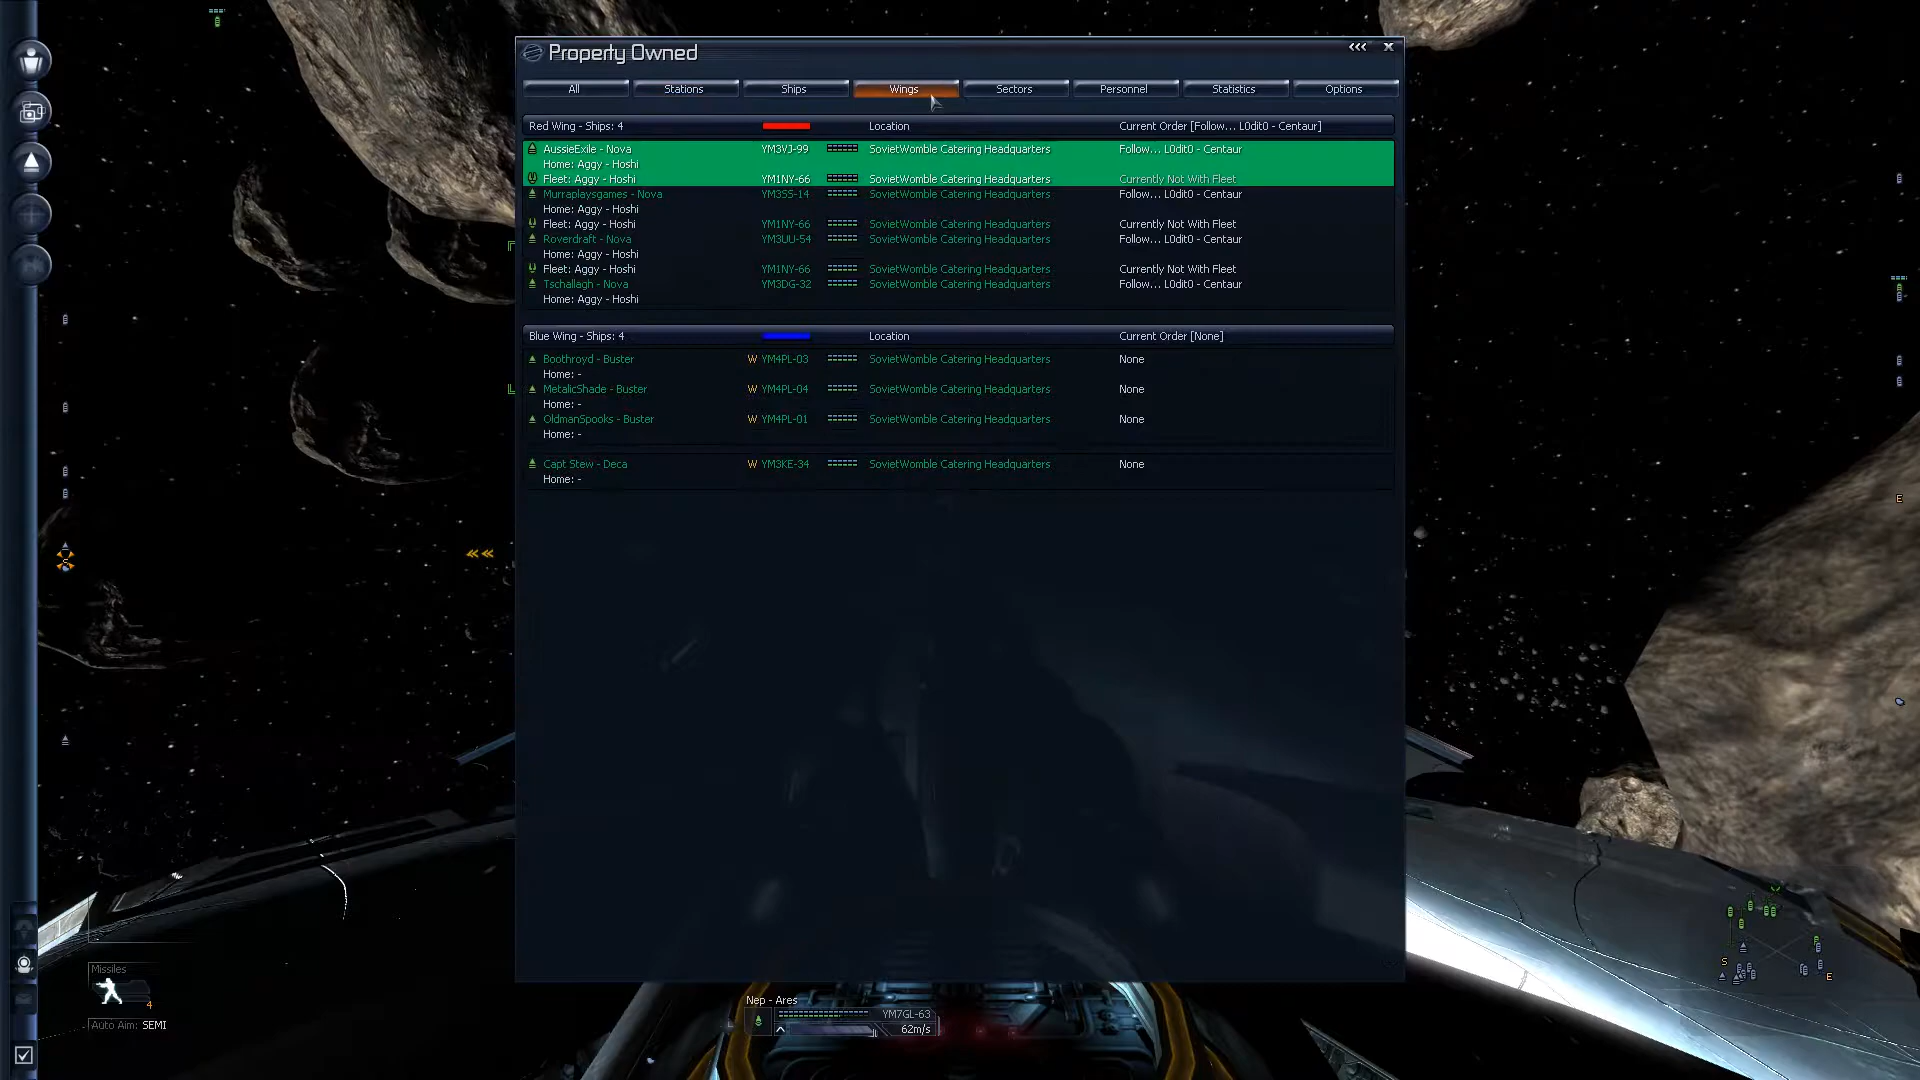 Property Owned
All Stations Ships Wings Sectors Personnel Statistics Options
Red Wing - Ships: 4 Location Current Order [Follow... L0dit0 - Centaur]
AussieExile - Nova YM3VJ-99 SovietWomble Catering Headquarters Follow... L0dit0 - Centaur
Home: Aggy - Hoshi
Fleet: Aggy - Hoshi YM1NY-66 SovietWomble Catering Headquarters Currently Not With Fleet
Murraplaysgames - Nova YM3SS-14 SovietWomble Catering Headquarters Follow... L0dit0 - Centaur
Home: Aggy - Hoshi
Fleet: Aggy - Hoshi YM1NY-66 SovietWomble Catering Headquarters Currently Not With Fleet
Roverdraft - Nova YM3UU-54 SovietWomble Catering Headquarters Follow... L0dit0 - Centaur
Home: Aggy - Hoshi
Fleet: Aggy - Hoshi YM1NY-66 SovietWomble Catering Headquarters Currently Not With Fleet
Tschallagh - Nova YM3DG-32 SovietWomble Catering Headquarters Follow... L0dit0 - Centaur
Home: Aggy - Hoshi
Blue Wing - Ships: 4 Location Current Order [None]
Boothroyd - Buster W YM4PL-03 SovietWomble Catering Headquarters None
Home: -
MetalicShade - Buster W YM4PL-04 SovietWomble Catering Headquarters None
Home: -
OldmanSpooks - Buster W YM4PL-01 SovietWomble Catering Headquarters None
Home: -
Capt Stew - Deca W YM3KE-34 SovietWomble Catering Headquarters None
Home: -
E
S
E
Missiles
4
Auto Aim: SEMI
Nep - Ares
YM7GL-63
62m/s